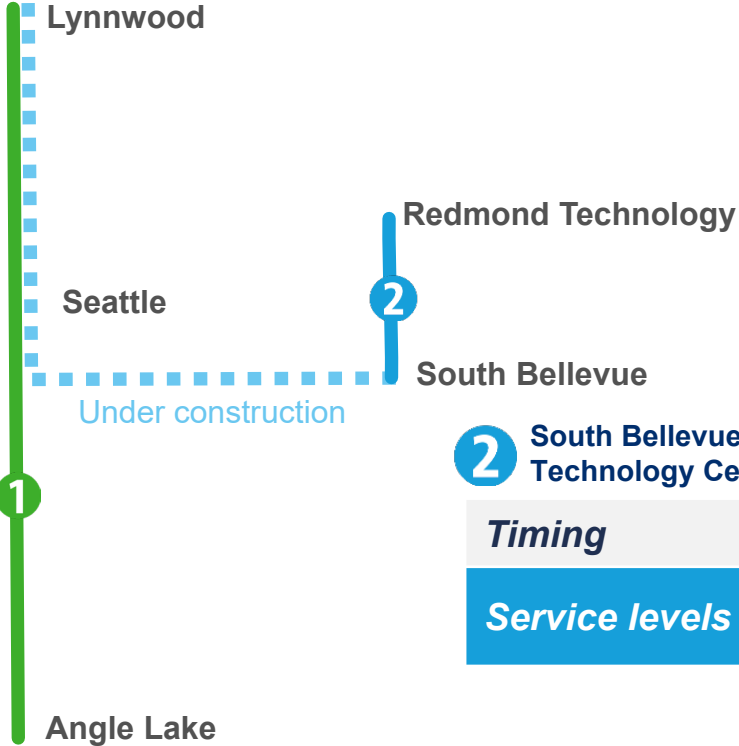 Lynnwood
Redmond Technology
2
Seattle
South Bellevue
Under construction
2
South Bellevue
Technology
1
Timing
Service levels
Angle Lake